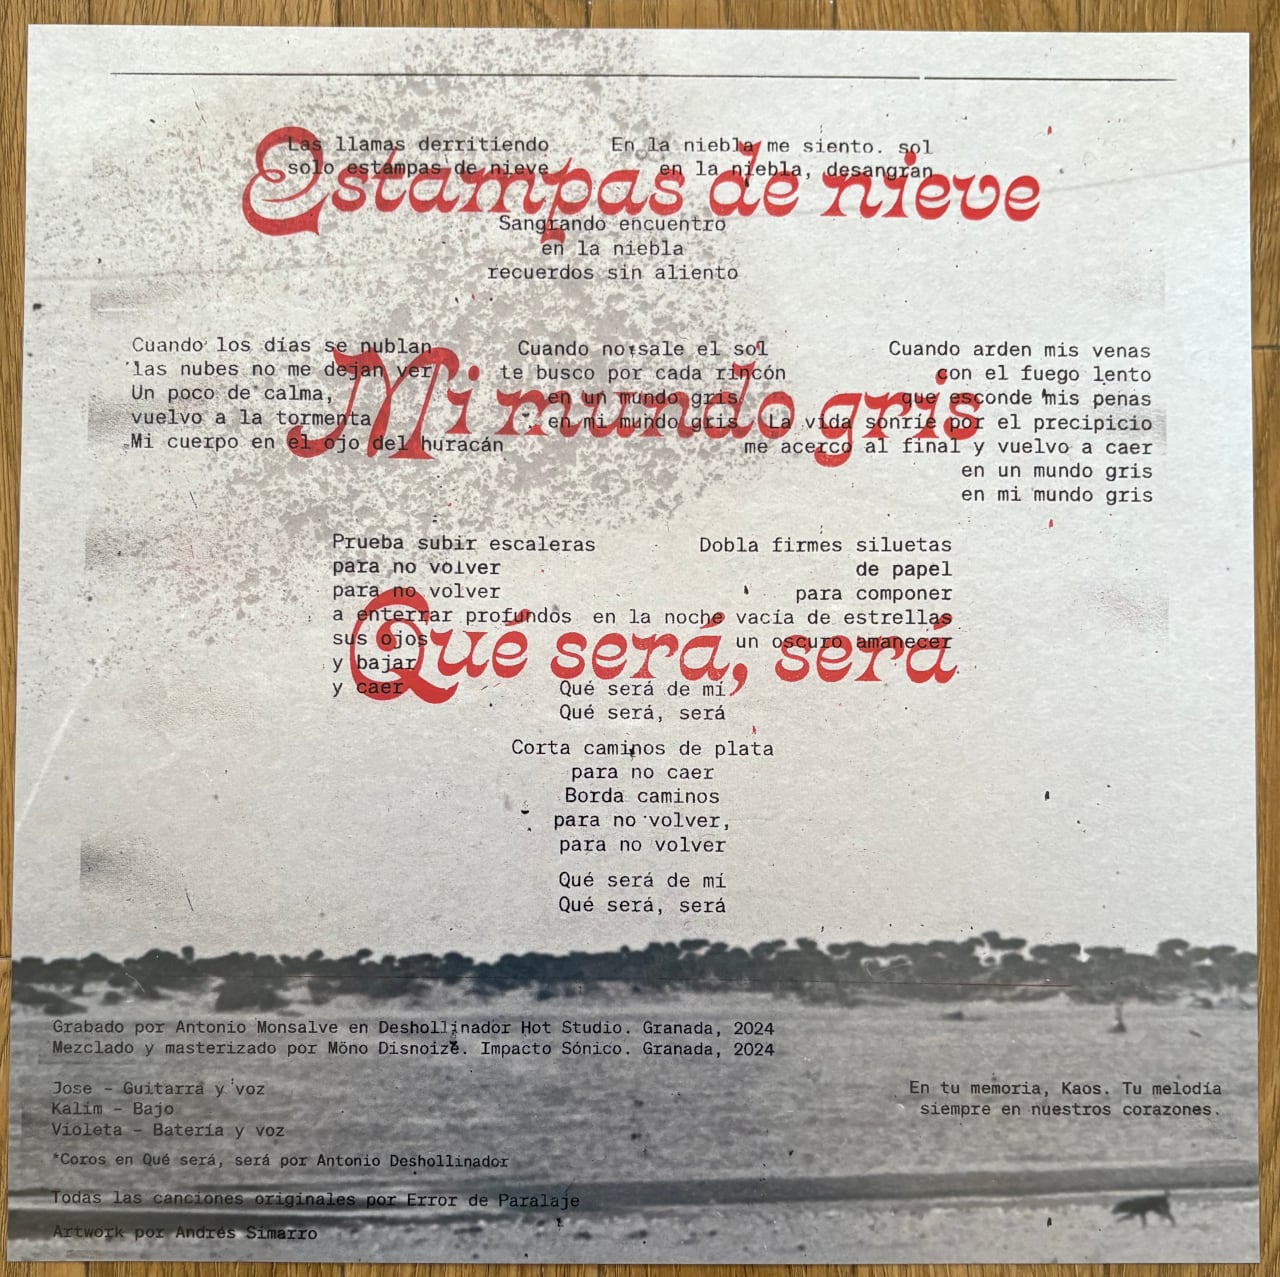 Estampas de nieve
Las llamas derritiendo
solo estampas de nieve
En la niebla me siento. sol
en la niebla, desangran
Sangrando encuentro
en la niebla
recuerdos sin aliento
Mi mundo gris
Cuando los días se nublan
las nubes no me dejan ver
Un poco de calma,
vuelvo a la tormenta
Mi cuerpo en el ojo del huracán
Cuando no sale el sol
te busco por cada rincón
en un mundo gris
en mi mundo gris
Cuando arden mis venas
con el fuego lento
que esconde mis penas
La vida sonríe por el precipicio
me acerco al final y vuelvo a caer
en un mundo gris
en mi mundo gris
Qué será, será
Prueba subir escaleras
para no volver
para no volver
a enterrar profundos
sus ojos
y bajar
y caer
Dobla firmes siluetas
de papel
para componer
en la noche vacía de estrellas
un oscuro amanecer
Qué será de mí
Qué será, será
Corta caminos de plata
para no caer
Borda caminos
para no volver,
para no volver
Qué será de mí
Qué será, será
Grabado por Antonio Monsalve en Deshollinador Hot Studio. Granada, 2024
Mezclado y masterizado por Möno Disnoize. Impacto Sónico. Granada, 2024
Jose - Guitarra y voz
Kalim - Bajo
Violeta - Batería y voz
*Coros en Qué será, será por Antonio Deshollinador
Todas las canciones originales por Error de Paralaje
Artwork por Andrés Simarro
En tu memoria, Kaos. Tu melodía
siempre en nuestros corazones.